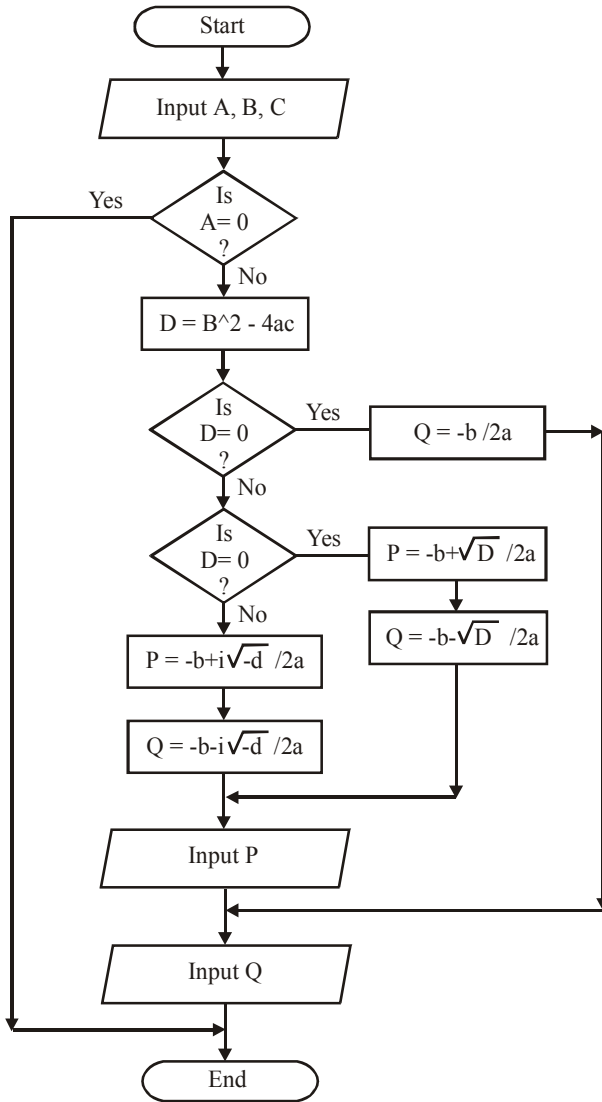 Start
Input A, B, C
Is
A= 0
?
Yes
No
D = B^2 - 4ac
Is
D= 0
?
Yes
Q = -b /2a
No
Is
D= 0
?
Yes
P = -b+√D /2a
No
Q = -b-√D /2a
P = -b+i√-d /2a
Q = -b-i√-d /2a
Input P
Input Q
End